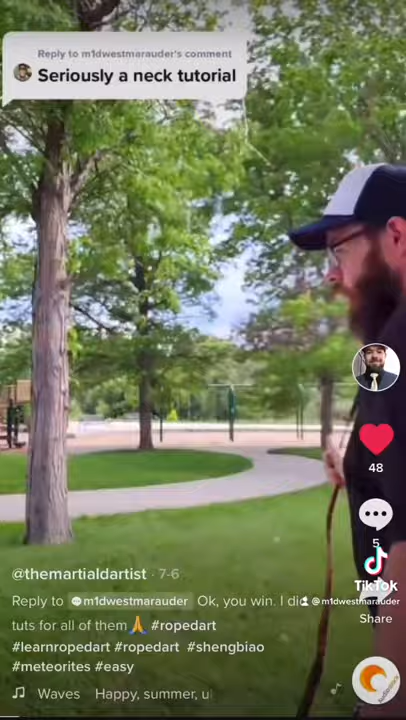 Reply to m1dwestmarauder's comment
Seriously a neck tutorial
48
5
TikTok
@themartialdartist · 7-6
Reply to m1dwestmarauder Ok, you win. I did
@m1dwestmarauder
Share
tuts for all of them🙏 #ropedart
#learnropedart #ropedart #shengbiao
#meteorites #easy
Waves Happy, summer, u